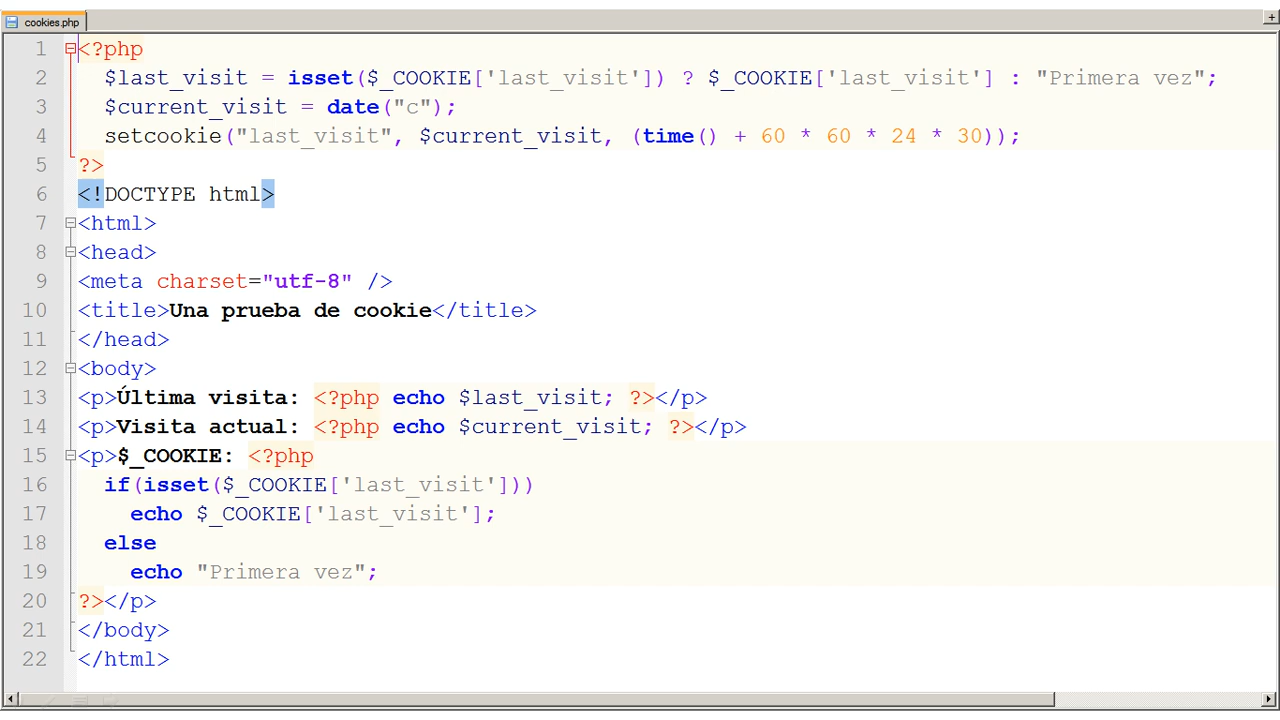 cookies.php
1 <?php
2 $last_visit = isset($_COOKIE['last_visit']) ? $_COOKIE['last_visit'] : "Primera vez";
3 $current_visit = date("c");
4 setcookie("last_visit", $current_visit, (time() + 60 * 60 * 24 * 30));
5 ?>
6 <!DOCTYPE html>
7 <html>
8 <head>
9 <meta charset="utf-8" />
10 <title>Una prueba de cookie</title>
11 </head>
12 <body>
13 <p>Última visita: <?php echo $last_visit; ?></p>
14 <p>Visita actual: <?php echo $current_visit; ?></p>
15 <p>$_COOKIE: <?php
16 if(isset($_COOKIE['last_visit']))
17 echo $_COOKIE['last_visit'];
18 else
19 echo "Primera vez";
20 ?></p>
21 </body>
22 </html>